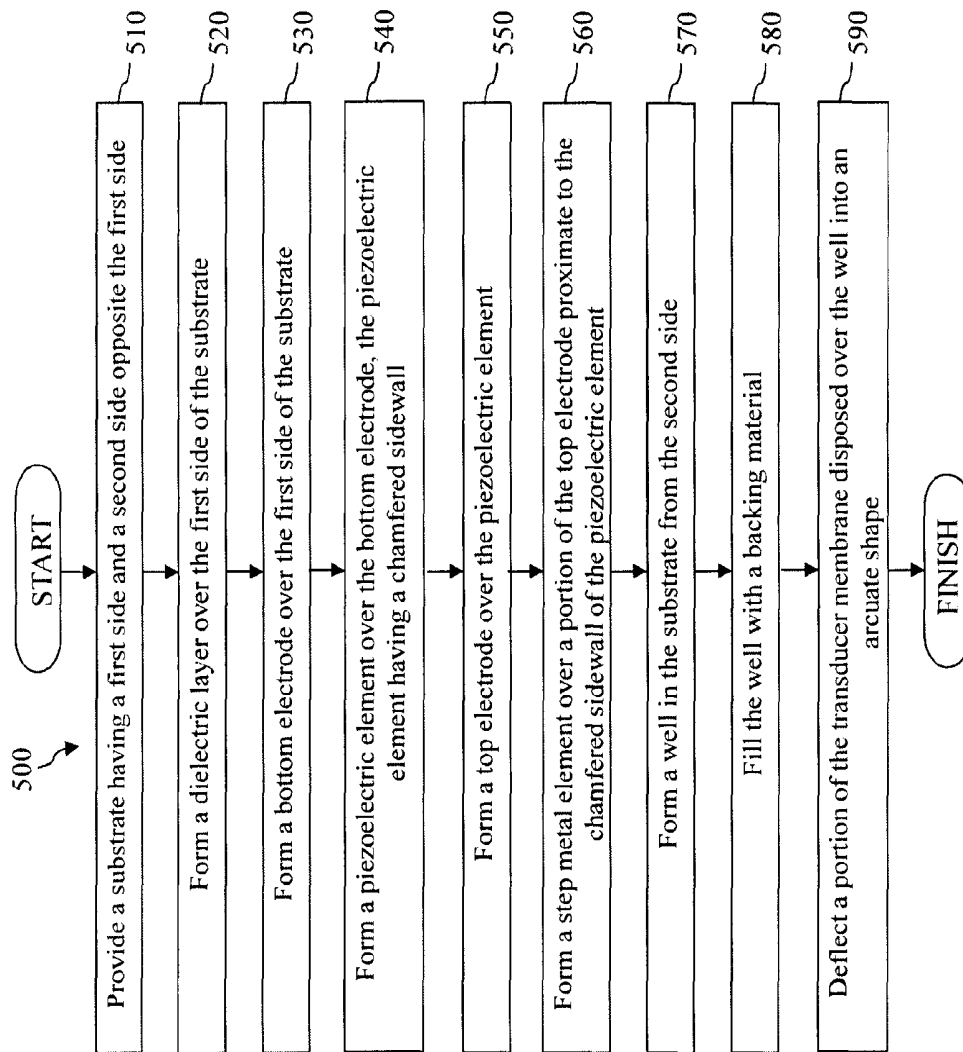 500
START
Provide a substrate having a first side and a second side opposite the first side
510
Form a dielectric layer over the first side of the substrate
520
Form a bottom electrode over the first side of the substrate
530
Form a piezoelectric element over the bottom electrode, the piezoelectric
element having a chamfered sidewall
540
Form a top electrode over the piezoelectric element
550
Form a step metal element over a portion of the top electrode proximate to the
chamfered sidewall of the piezoelectric element
560
Form a well in the substrate from the second side
570
Fill the well with a backing material
580
Deflect a portion of the transducer membrane disposed over the well into an
arcuate shape
590
FINISH